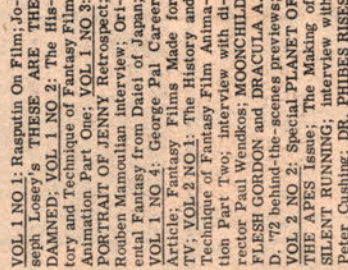 VOL 1 NO 1: Rasputin On Film; Jo-
seph Losey's THESE ARE THE
DAMNED; VOL 1 NO 2: The His-
tory and Technique of Fantasy Film
Animation Part One; VOL 1 NO 3:
PORTRAIT OF JENNY Retrospect;
Rouben Mamoulian interview; Ori-
ental Fantasy from Daiei of Japan;
VOL 1 NO 4: George Pal Career
Article; Fantasy Films Made for
TV; VOL 2 NO 1: The History and
Technique of Fantasy Film Anima-
tion Part Two; interview with di-
rector Paul Wendkos; MOONCHILD
FLESH GORDON and DRACULA A.
D. '72 behind-the-scenes previews;
VOL 2 NO 2: Special PLANET OF
THE APES Issue; The Making of
SILENT RUNNING; interview with
Peter Cushing; DR. PHIBES RISES